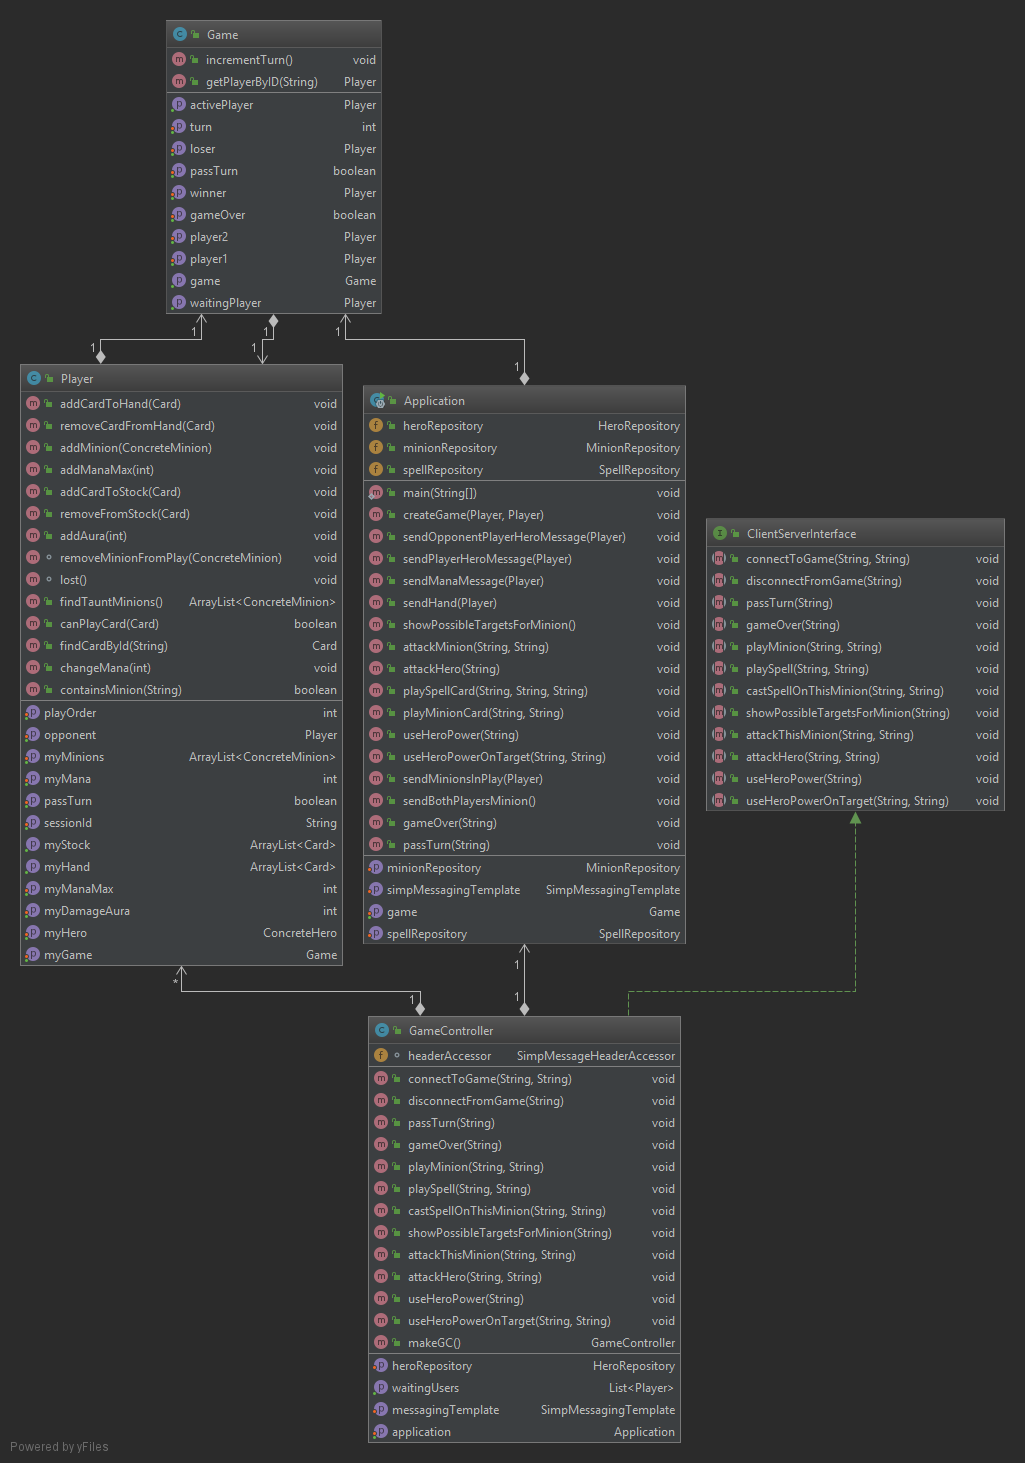 Game
incrementTurn() void
getPlayerByID(String) Player
activePlayer Player
turn int
loser Player
passTurn boolean
winner Player
gameOver boolean
player2 Player
player1 Player
game Game
waitingPlayer Player
1 1 1
1 1 1
Player
addCardToHand(Card) void
removeCardFromHand(Card) void
addMinion(ConcreteMinion) void
addManaMax(int) void
addCardToStock(Card) void
removeFromStock(Card) void
addAura(int) void
removeMinionFromPlay(ConcreteMinion) void
lost() void
findTauntMinions() ArrayList<ConcreteMinion>
canPlayCard(Card) boolean
findCardById(String) Card
changeMana(int) void
containsMinion(String) boolean
playOrder int
opponent Player
myMinions ArrayList<ConcreteMinion>
myMana int
passTurn boolean
sessionId String
myStock ArrayList<Card>
myHand ArrayList<Card>
myManaMax int
myDamageAura int
myHero ConcreteHero
myGame Game
Application
heroRepository HeroRepository
minionRepository MinionRepository
spellRepository SpellRepository
main(String[]) void
createGame(Player, Player) void
sendOpponentPlayerHeroMessage(Player) void
sendPlayerHeroMessage(Player) void
sendManaMessage(Player) void
sendHand(Player) void
showPossibleTargetsForMinion() void
attackMinion(String, String) void
attackHero(String) void
playSpellCard(String, String, String) void
playMinionCard(String, String) void
useHeroPower(String) void
useHeroPowerOnTarget(String, String) void
sendMinionsInPlay(Player) void
sendBothPlayersMinion() void
gameOver(String) void
passTurn(String) void
minionRepository MinionRepository
simpMessagingTemplate SimpMessagingTemplate
game Game
spellRepository SpellRepository
ClientServerInterface
connectToGame(String, String) void
disconnectFromGame(String) void
passTurn(String) void
gameOver(String) void
playMinion(String, String) void
playSpell(String, String) void
castSpellOnThisMinion(String, String) void
showPossibleTargetsForMinion(String) void
attackThisMinion(String, String) void
attackHero(String, String) void
useHeroPower(String) void
useHeroPowerOnTarget(String, String) void
* 1
1 1
GameController
headerAccessor SimpMessageHeaderAccessor
connectToGame(String, String) void
disconnectFromGame(String) void
passTurn(String) void
gameOver(String) void
playMinion(String, String) void
playSpell(String, String) void
castSpellOnThisMinion(String, String) void
showPossibleTargetsForMinion(String) void
attackThisMinion(String, String) void
attackHero(String, String) void
useHeroPower(String) void
useHeroPowerOnTarget(String, String) void
makeGC() GameController
heroRepository HeroRepository
waitingUsers List<Player>
messagingTemplate SimpMessagingTemplate
application Application
Powered by yFiles